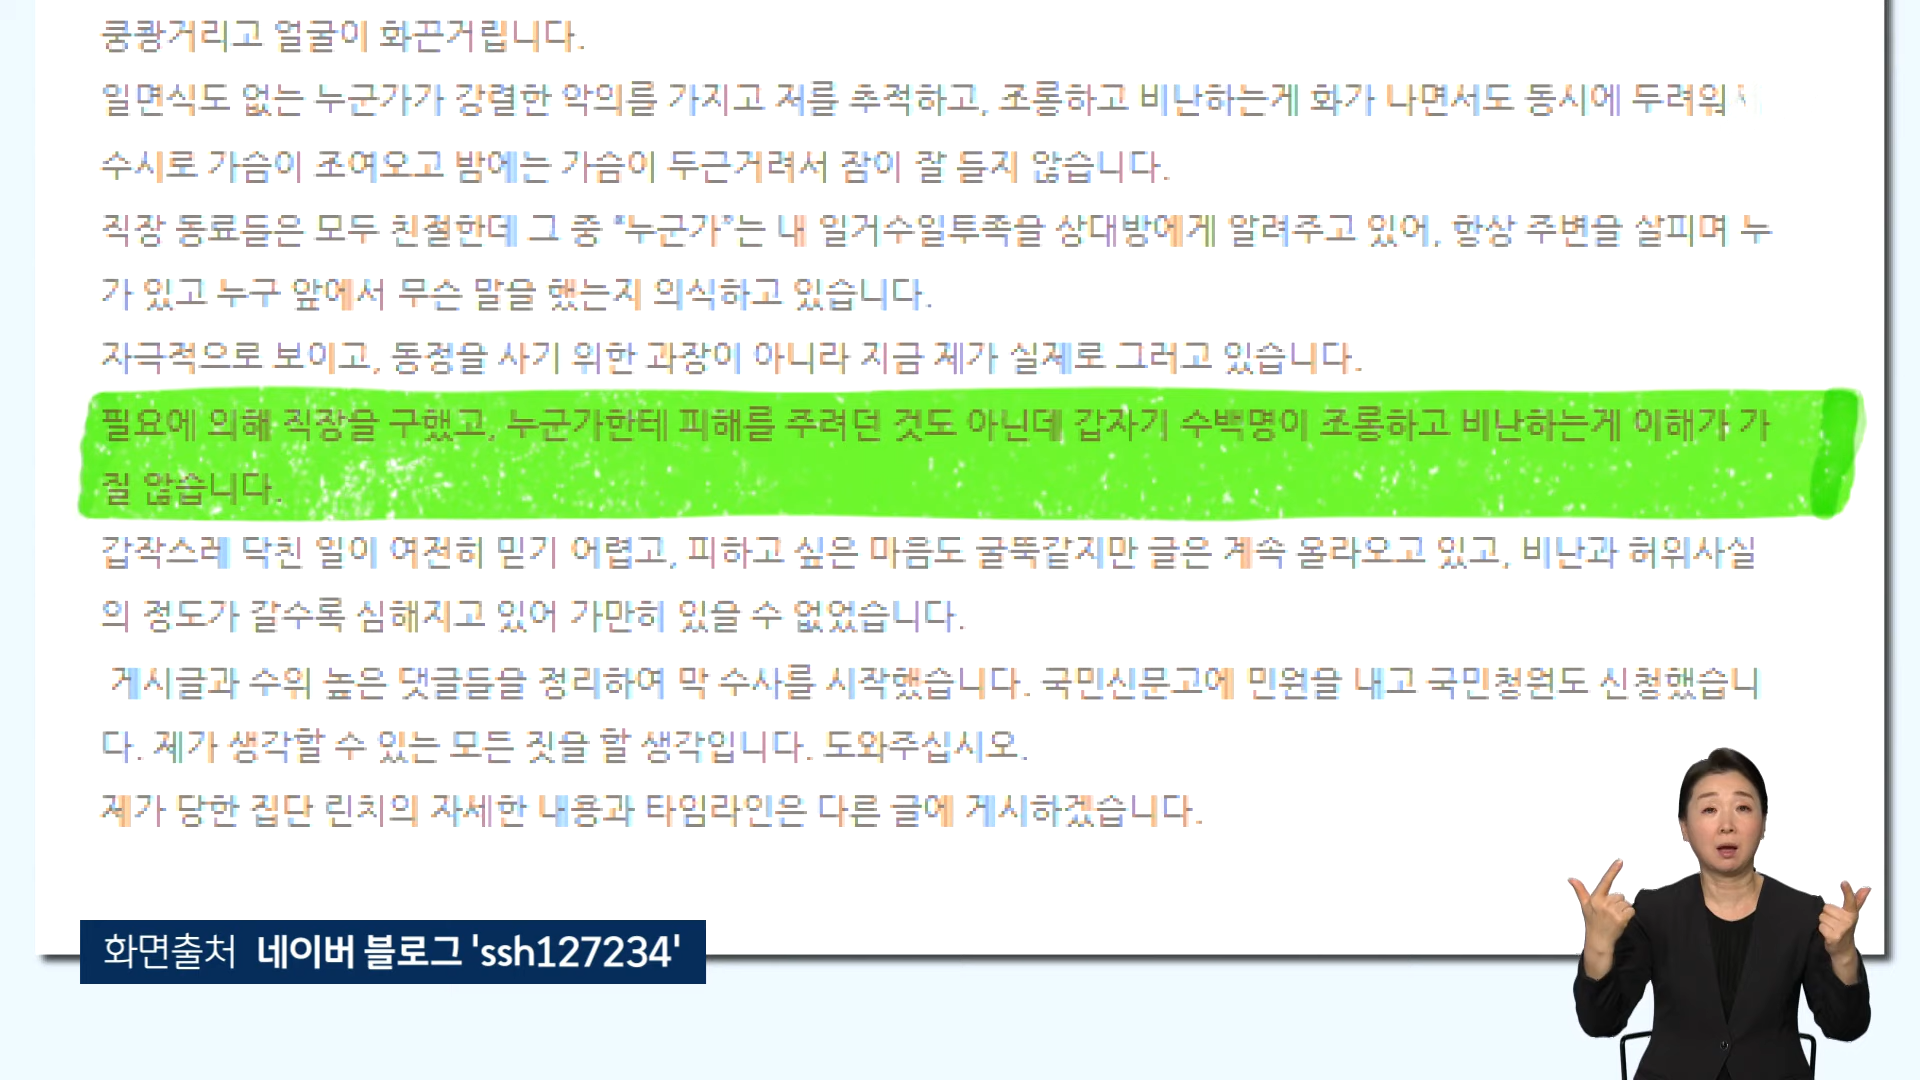 쿵쾅거리고 얼굴이 화끈거립니다.
일면식도 없는 누군가가 강렬한 악의를 가지고 저를 추적하고, 조롱하고 비난하는게 화가 나면서도 동시에 두려워
수시로 가슴이 조여오고 밤에는 가슴이 두근거려서 잠이 잘 들지 않습니다.
직장 동료들은 모두 친절한데 그 중 "누군가"는 내 일거수일투족을 상대방에게 알려주고 있어, 항상 주변을 살피며 누
가 있고 누구 앞에서 무슨 말을 했는지 의식하고 있습니다.
자극적으로 보이고, 동정을 사기 위한 과장이 아니라 지금 제가 실제로 그러고 있습니다.
필요에 의해 직장을 구했고, 누군가한테 피해를 주려던 것도 아닌데 갑자기 수백명이 조롱하고 비난하는게 이해가 가
질 않습니다.
갑작스레 닥친 일이 여전히 믿기 어렵고, 피하고 싶은 마음도 굴뚝같지만 글은 계속 올라오고 있고, 비난과 허위사실
의 정도가 갈수록 심해지고 있어 가만히 있을 수 없었습니다.
게시글과 수위 높은 댓글들을 정리하여 막 수사를 시작했습니다. 국민신문고에 민원을 내고 국민청원도 신청했습니
다. 제가 생각할 수 있는 모든 짓을 할 생각입니다. 도와주십시오.
제가 당한 집단 린치의 자세한 내용과 타임라인은 다른 글에 게시하겠습니다.
화면출처 네이버 블로그 'ssh127234'